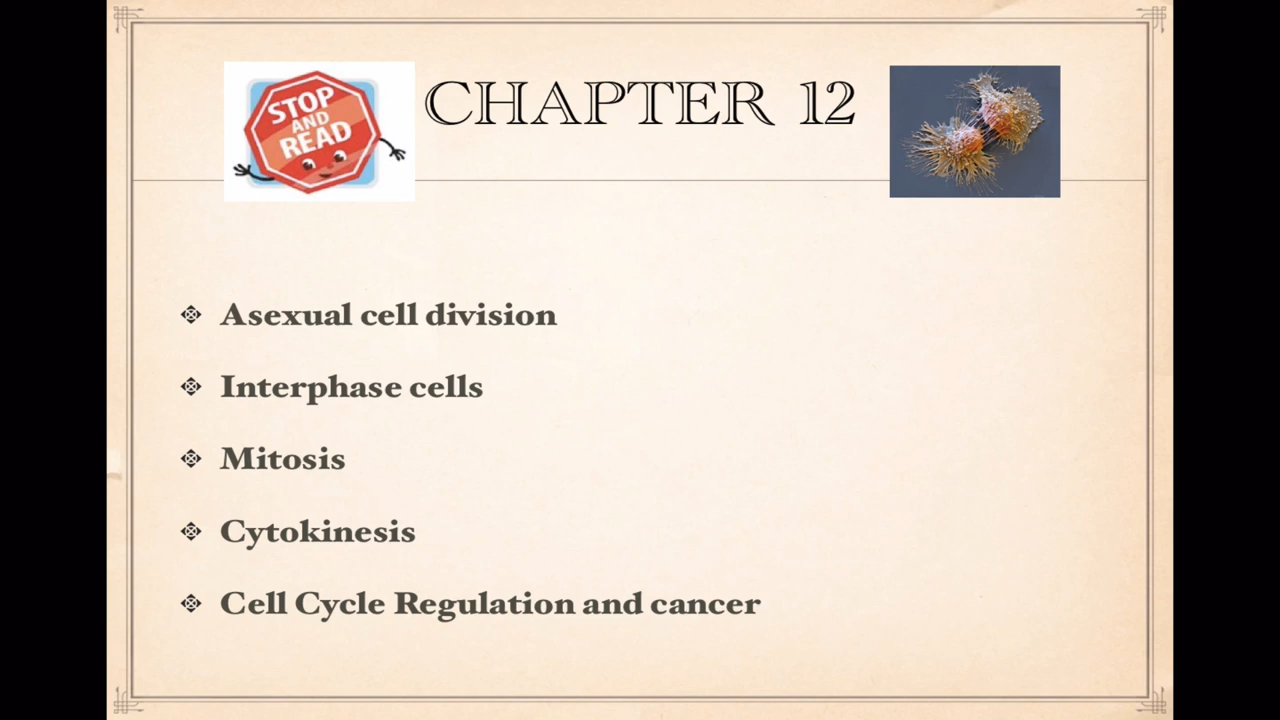 STOP
AND
READ
CHAPTER 12
Asexual cell division
Interphase cells
Mitosis
Cytokinesis
Cell Cycle Regulation and cancer